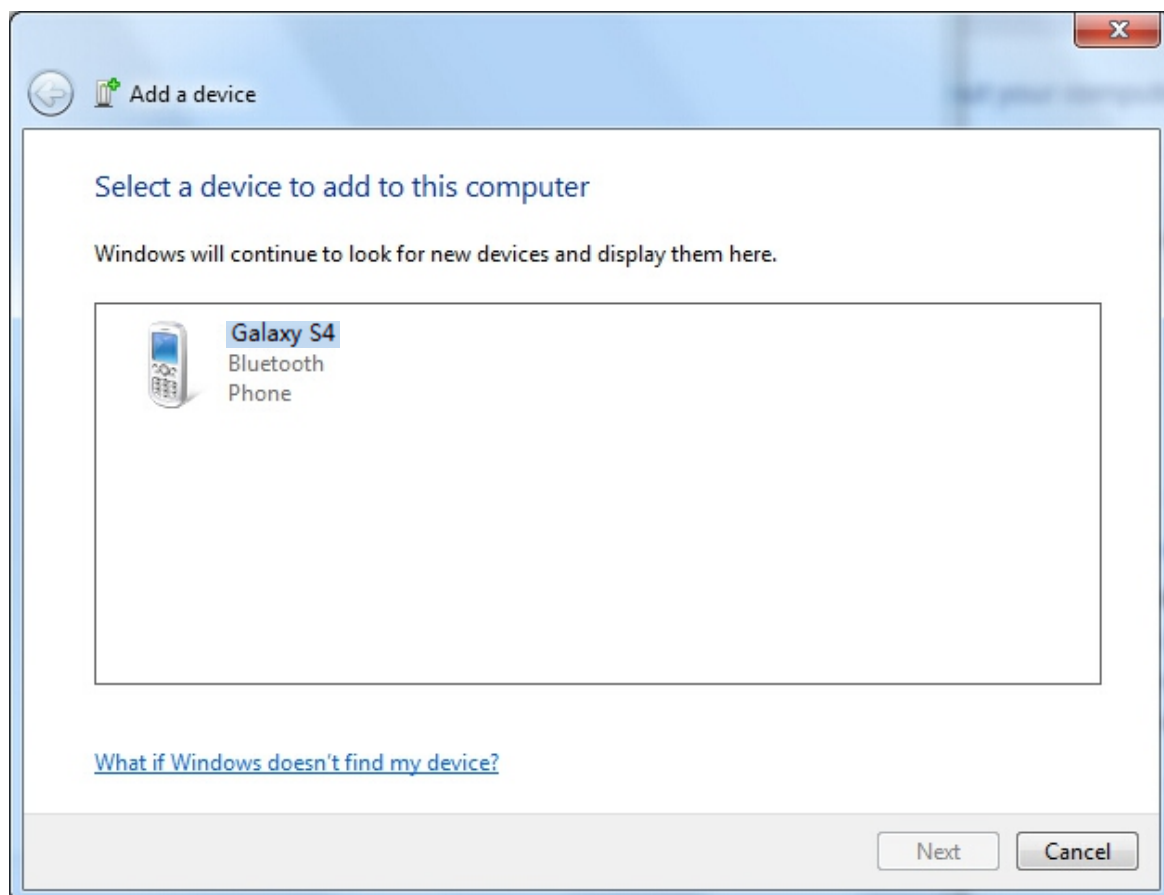 Add a device
Select a device to add to this computer
Windows will continue to look for new devices and display them here.
Galaxy S4
Bluetooth
Phone
What if Windows doesn't find my device?
Next
Cancel